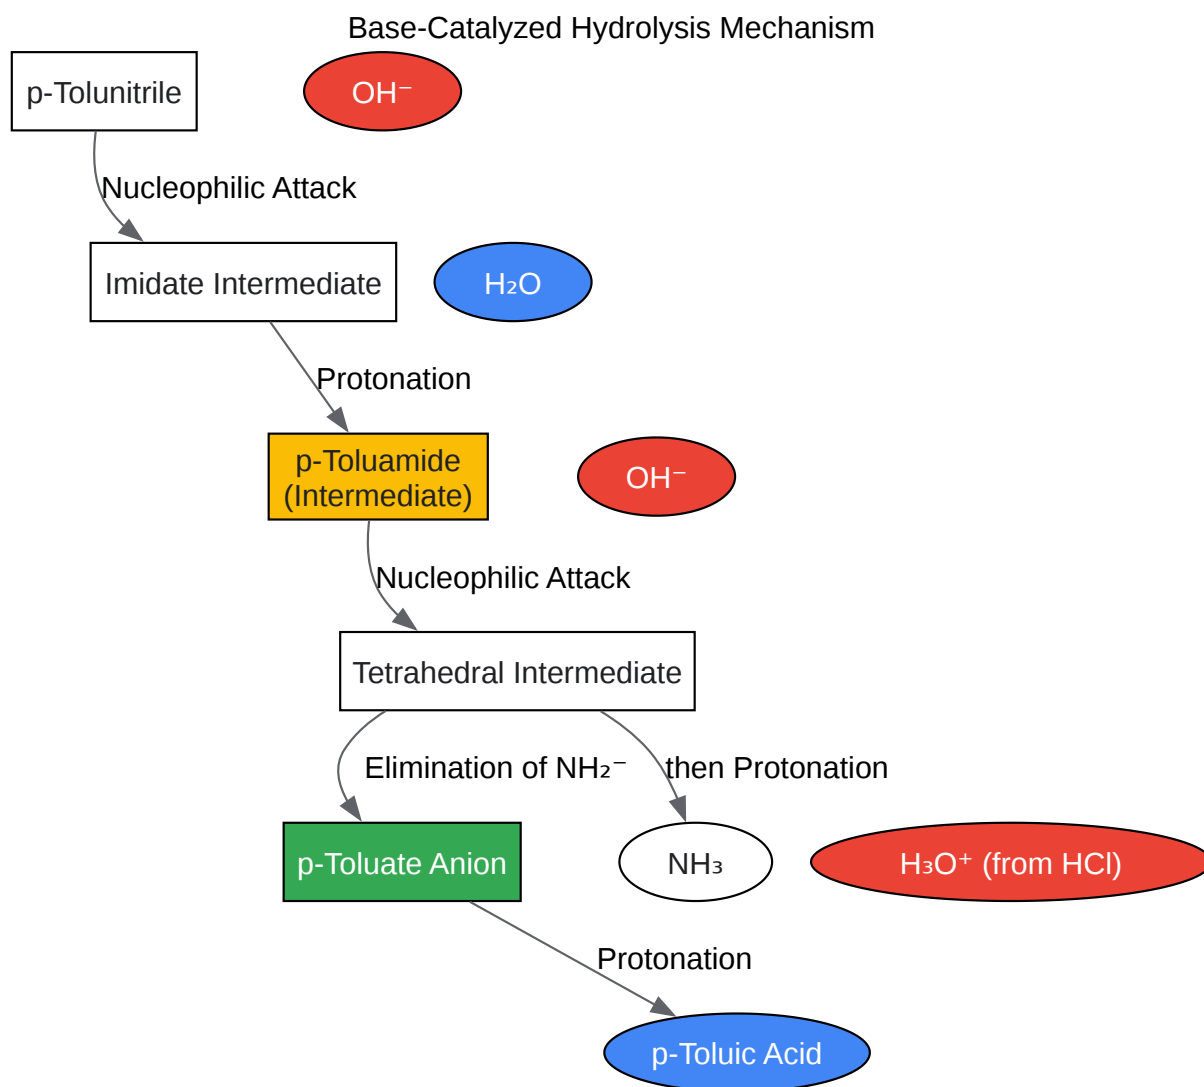 Base-Catalyzed Hydrolysis Mechanism
p-Tolunitrile
OH⁻
Nucleophilic Attack
Imidate Intermediate
H₂O
Protonation
p-Toluamide
(Intermediate)
OH⁻
Nucleophilic Attack
Tetrahedral Intermediate
Elimination of NH₂⁻
then Protonation
p-Toluate Anion
NH₃
H₃O⁺ (from HCl)
Protonation
p-Toluic Acid